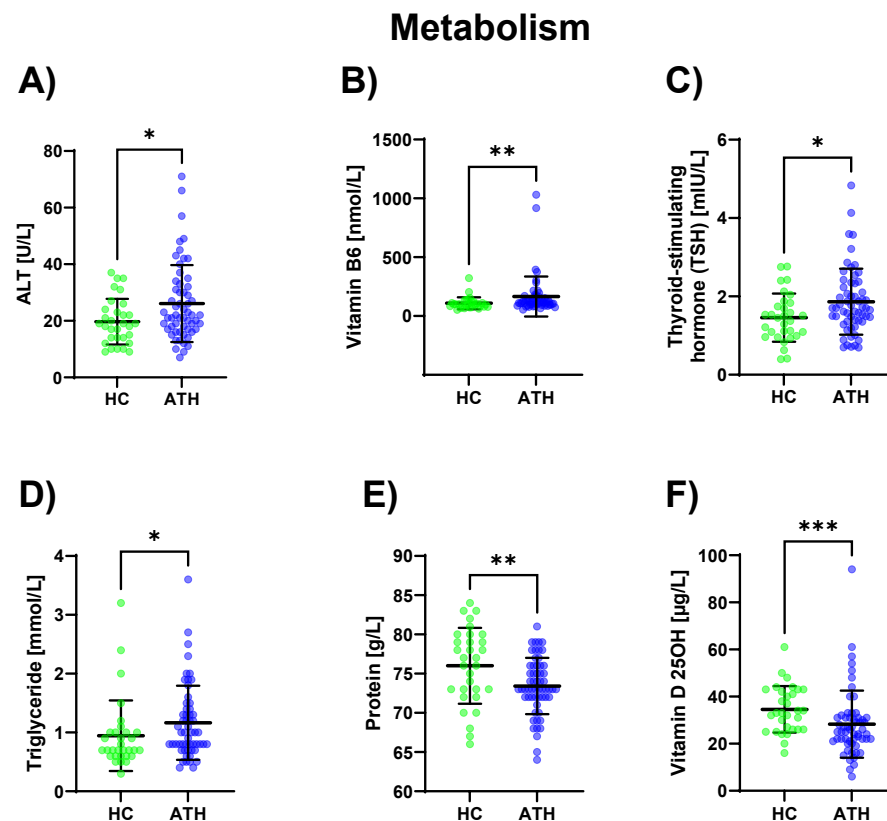 Metabolism
A)
ALT [U/L]
80
60
40
20
0
*
HC
ATH
B)
Vitamin B6 [nmol/L]
1500
1000
500
0
**
HC
ATH
C)
Thyroid-stimulating
hormone (TSH) [mIU/L]
6
4
2
0
*
HC
ATH
D)
Triglyceride [mmol/L]
4
3
2
1
0
*
HC
ATH
E)
Protein [g/L]
90
85
80
75
70
65
60
**
HC
ATH
F)
Vitamin D 25OH [µg/L]
100
80
60
40
20
0
***
HC
ATH